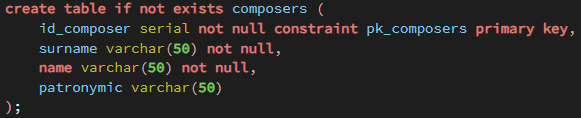 create table if not exists composers (
    id_composer serial not null constraint pk_composers primary key,
    surname varchar(50) not null,
    name varchar(50) not null,
    patronymic varchar(50)
);